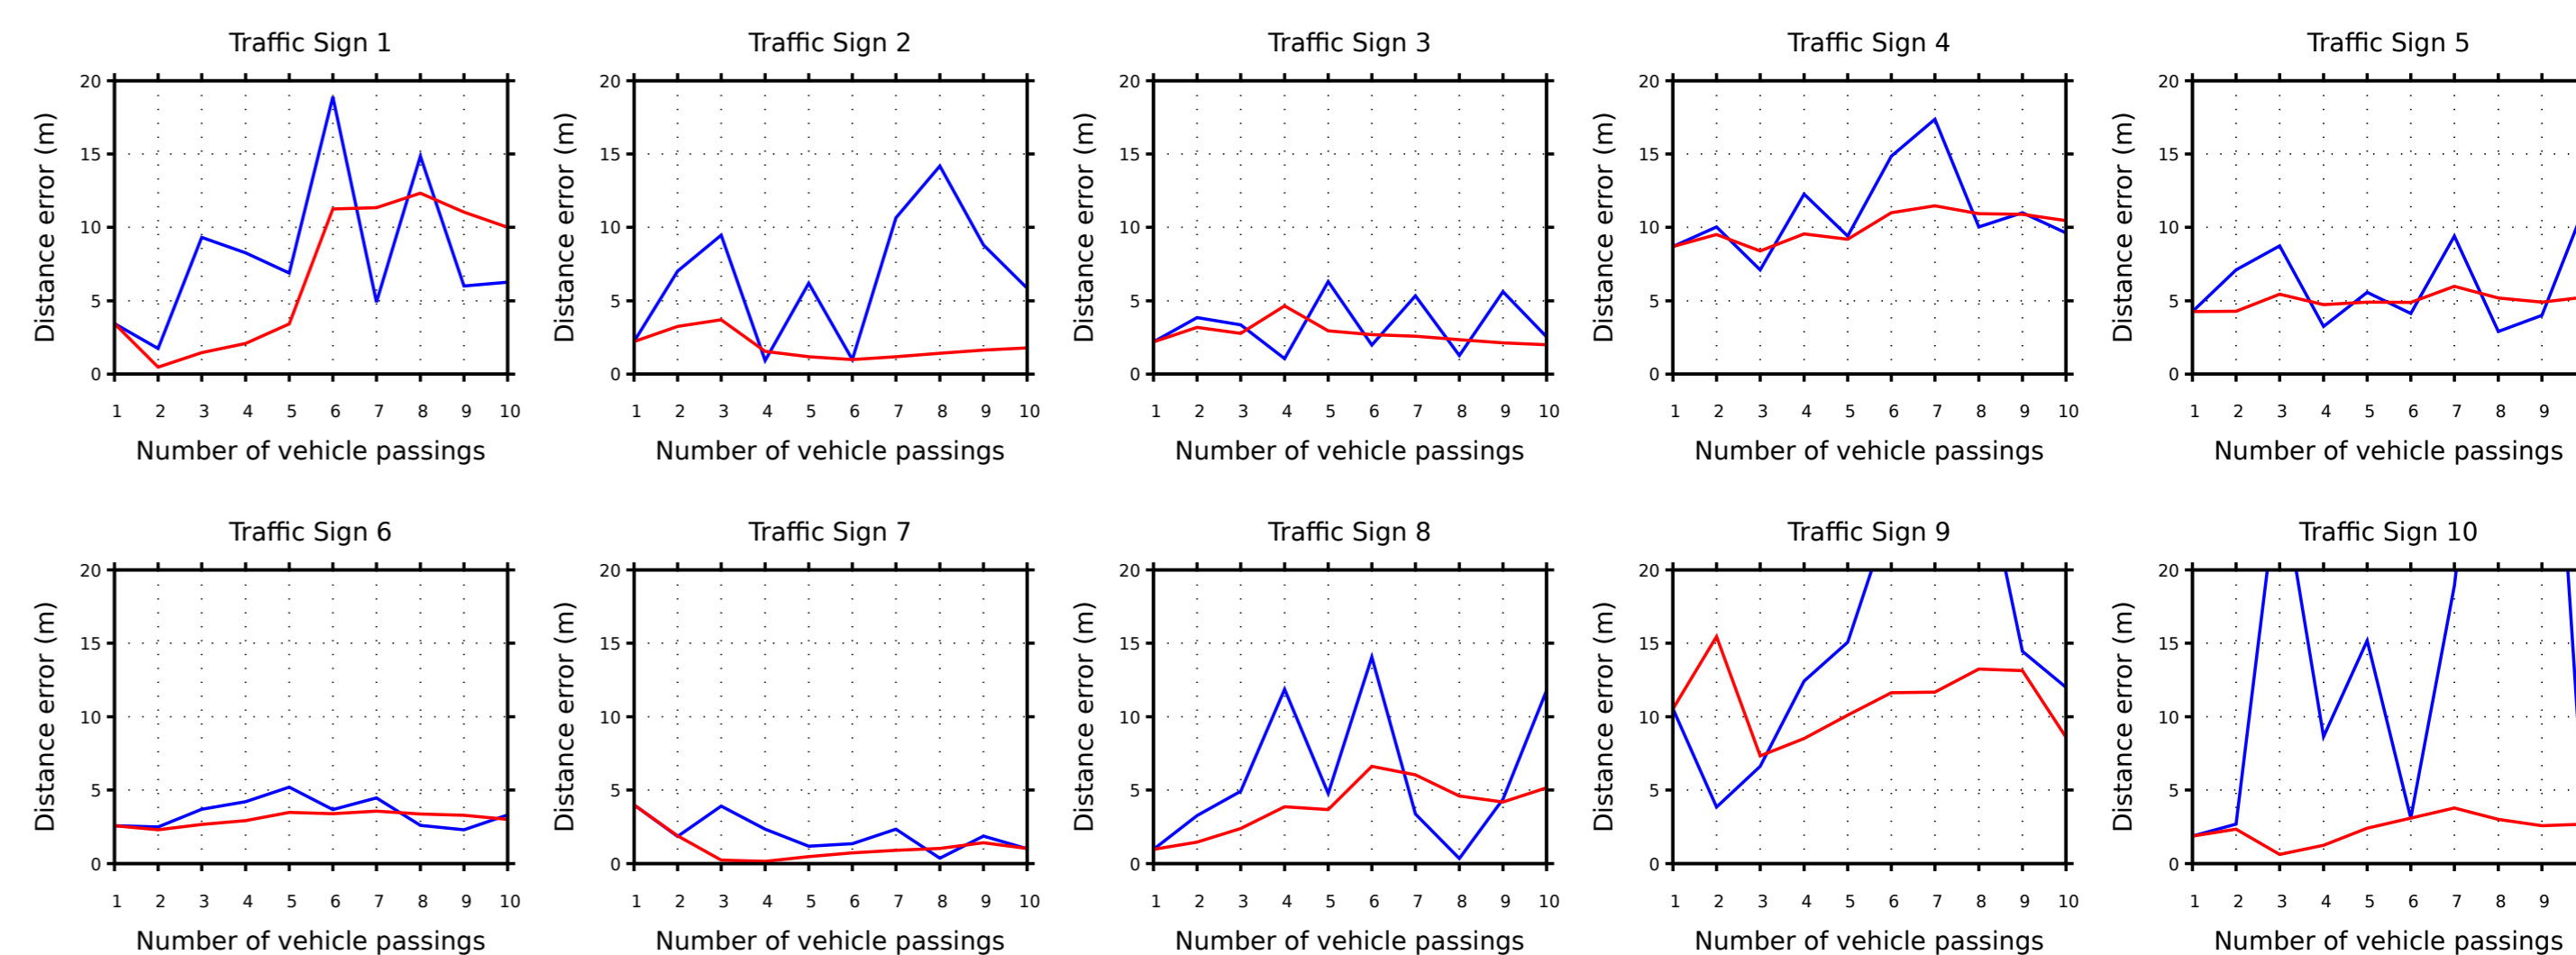 Traffic Sign 1 Traffic Sign 2 Traffic Sign 3 Traffic Sign 4 Traffic Sign 5
20 20 20 20 20
15 15 15 15 15
10 10 10 10 10
5 5 5 5 5
0 0 0 0 0
Distance error (m) Distance error (m) Distance error (m) Distance error (m) Distance error (m)
1 2 3 4 5 6 7 8 9 10 1 2 3 4 5 6 7 8 9 10 1 2 3 4 5 6 7 8 9 10 1 2 3 4 5 6 7 8 9 10 1 2 3 4 5 6 7 8 9
Number of vehicle passings Number of vehicle passings Number of vehicle passings Number of vehicle passings Number of vehicle passings
Traffic Sign 6 Traffic Sign 7 Traffic Sign 8 Traffic Sign 9 Traffic Sign 10
20 20 20 20 20
15 15 15 15 15
10 10 10 10 10
5 5 5 5 5
0 0 0 0 0
Distance error (m) Distance error (m) Distance error (m) Distance error (m) Distance error (m)
1 2 3 4 5 6 7 8 9 10 1 2 3 4 5 6 7 8 9 10 1 2 3 4 5 6 7 8 9 10 1 2 3 4 5 6 7 8 9 10 1 2 3 4 5 6 7 8 9
Number of vehicle passings Number of vehicle passings Number of vehicle passings Number of vehicle passings Number of vehicle passings